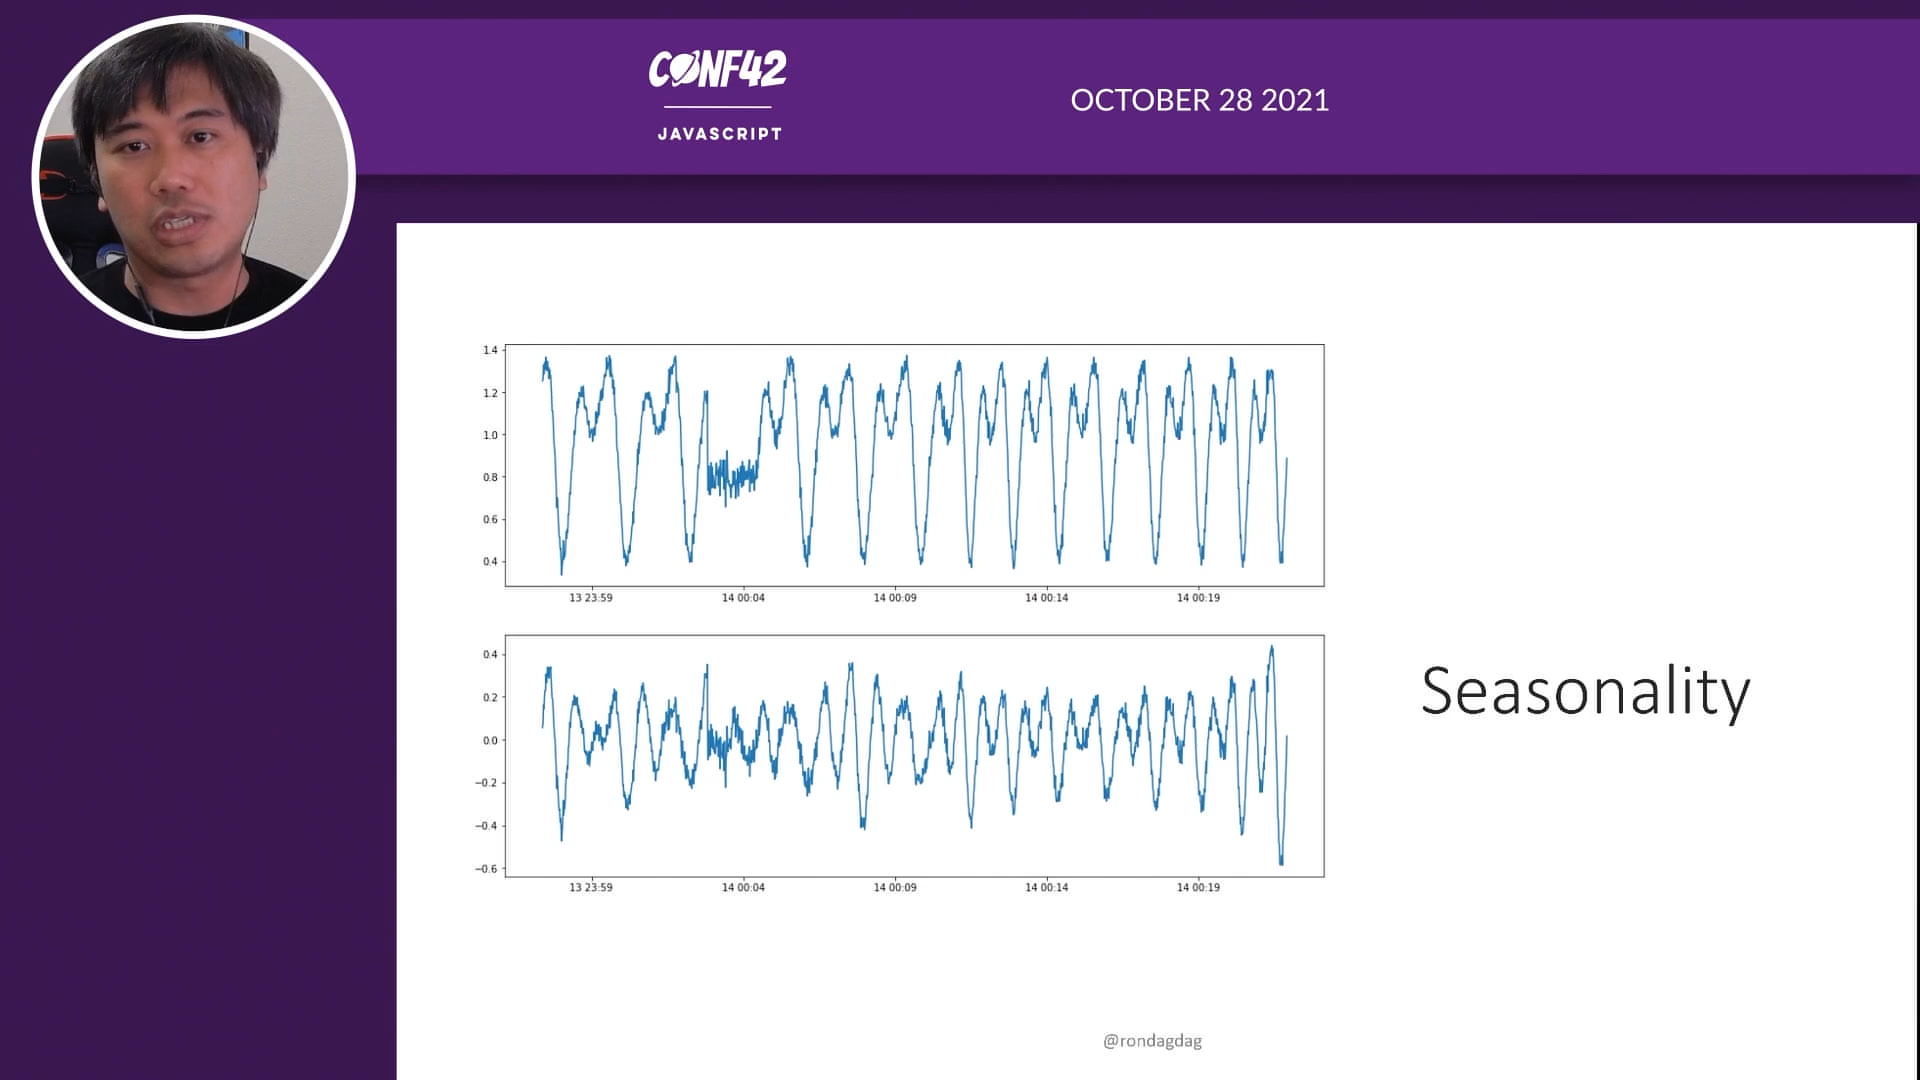 CONF42
JAVASCRIPT
OCTOBER 28 2021
1.4
1.2
1.0
0.8
0.6
0.4
13 23:59 14 00:04 14 00:09 14 00:14 14 00:19
0.4
0.2
0.0
−0.2
−0.4
−0.6
13 23:59 14 00:04 14 00:09 14 00:14 14 00:19
Seasonality
@rondagdag